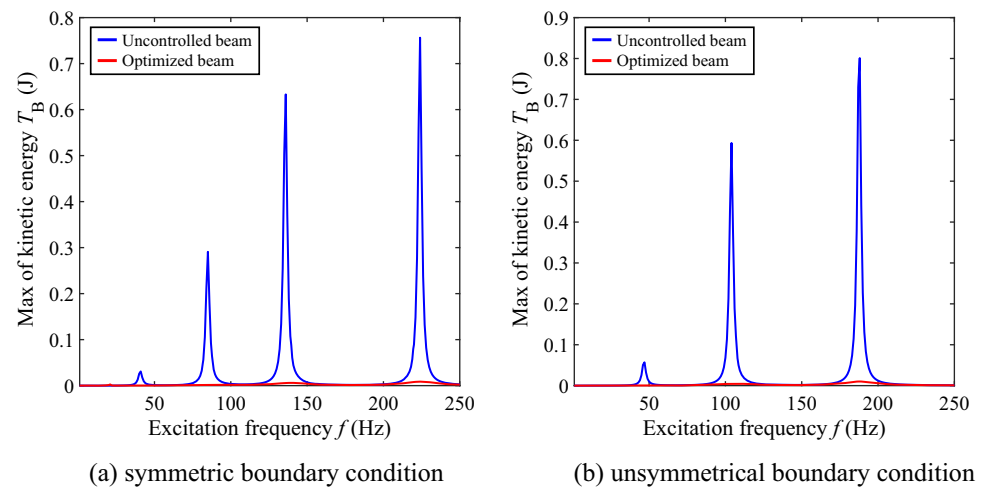 0.8
0.7
0.6
0.5
0.4
0.3
0.2
0.1
0
Max of kinetic energy T_B (J)
Uncontrolled beam
Optimized beam
50 100 150 200 250
Excitation frequency f (Hz)
(a) symmetric boundary condition
0.9
0.8
0.7
0.6
0.5
0.4
0.3
0.2
0.1
0
Max of kinetic energy T_B (J)
Uncontrolled beam
Optimized beam
50 100 150 200 250
Excitation frequency f (Hz)
(b) unsymmetrical boundary condition